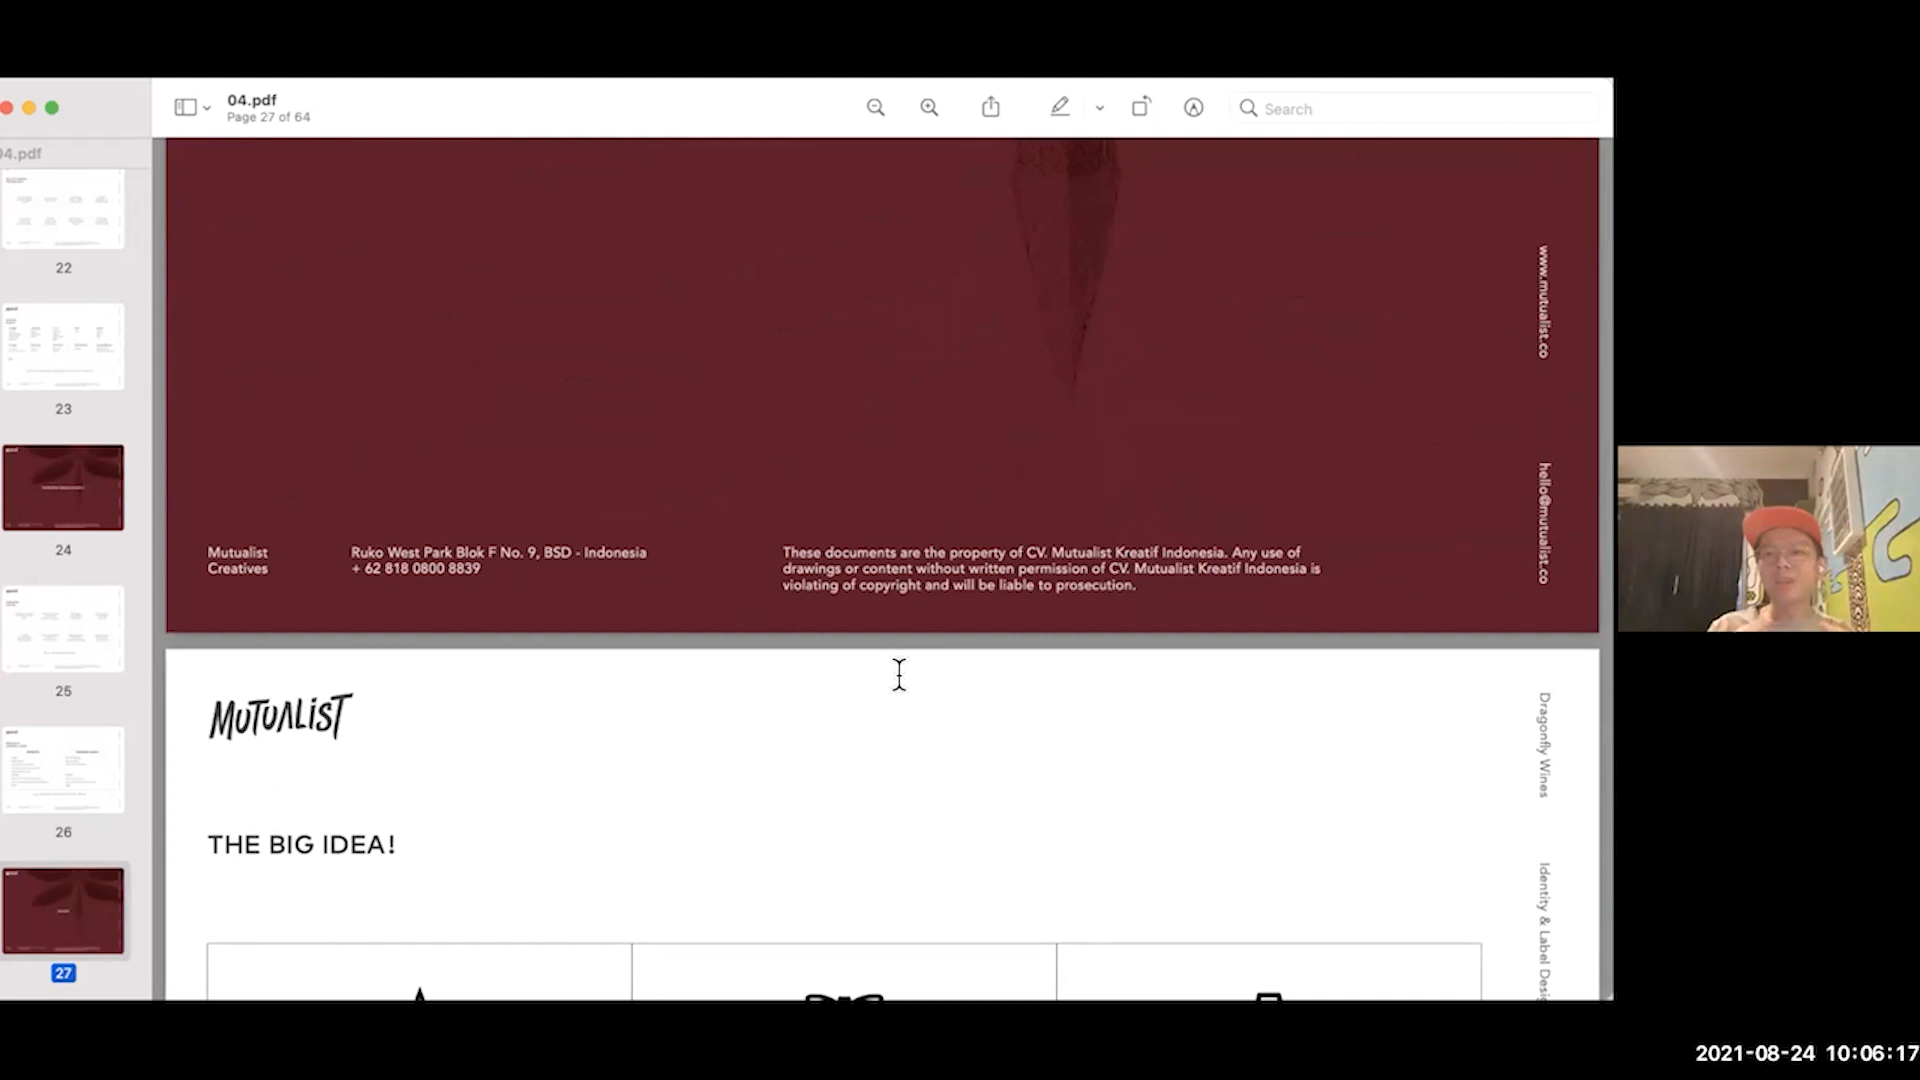 04.pdf
Page 27 of 64
Search
04.pdf
22
23
24
25
26
27
www.mutualist.co
hello@mutualist.co
Mutualist
Creatives
Ruko West Park Blok F No. 9, BSD - Indonesia
+ 62 818 0800 8839
These documents are the property of CV. Mutualist Kreatif Indonesia. Any use of
drawings or content without written permission of CV. Mutualist Kreatif Indonesia is
violating of copyright and will be liable to prosecution.
MUTUALIST
Dragonfly Wines
THE BIG IDEA!
Identity & Label Desig
2021-08-24 10:06:17